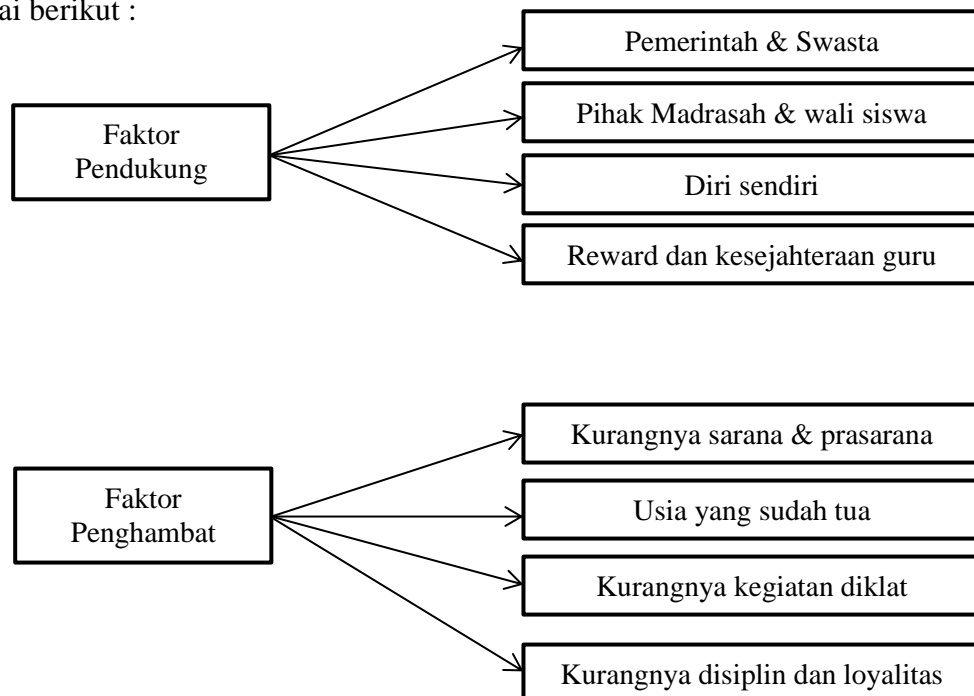 ai berikut :
Pemerintah & Swasta
Pihak Madrasah & wali siswa
Faktor
Pendukung
Diri sendiri
Reward dan kesejahteraan guru
Kurangnya sarana & prasarana
Usia yang sudah tua
Faktor
Penghambat
Kurangnya kegiatan diklat
Kurangnya disiplin dan loyalitas